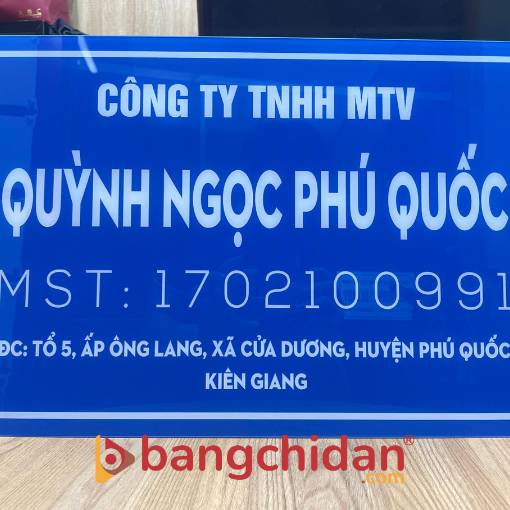 CÔNG TY TNHH MTV
QUỲNH NGỌC PHÚ QUỐC
MST: 1702100991
ĐC: TỔ 5, ẤP ÔNG LANG, XÃ CỬA DƯƠNG, HUYỆN PHÚ QUỐC
KIÊN GIANG
bangchidan®
.com